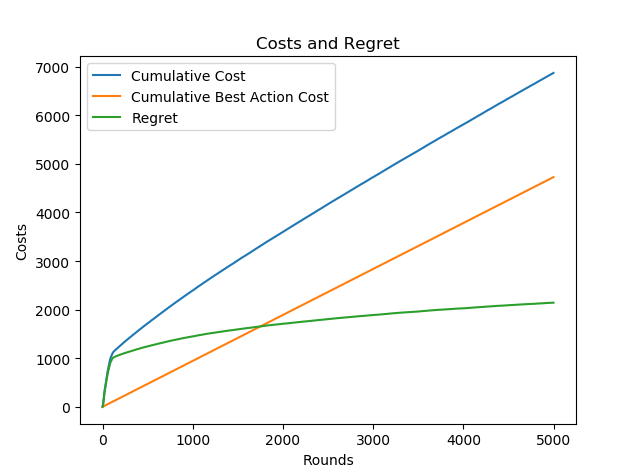 Costs and Regret
Cumulative Cost
Cumulative Best Action Cost
Regret
Costs
7000
6000
5000
4000
3000
2000
1000
0
0 1000 2000 3000 4000 5000
Rounds